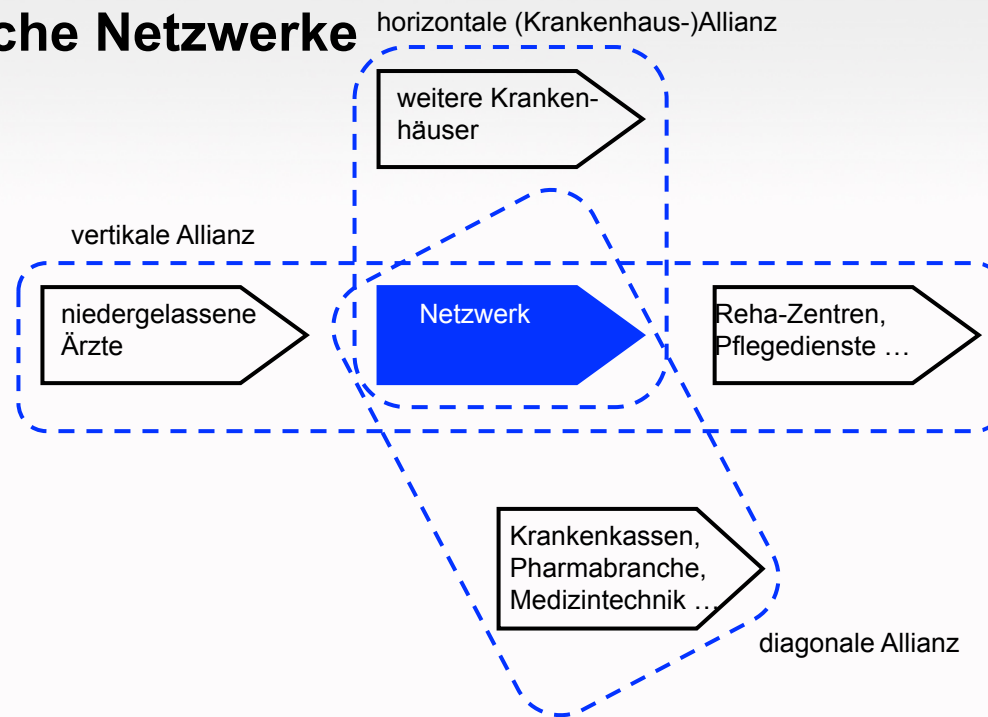 che Netzwerke
horizontale (Krankenhaus-)Allianz
weitere Kranken-
häuser
vertikale Allianz
niedergelassene
Ärzte
Netzwerk
Reha-Zentren,
Pflegedienste …
Krankenkassen,
Pharmabranche,
Medizintechnik …
diagonale Allianz